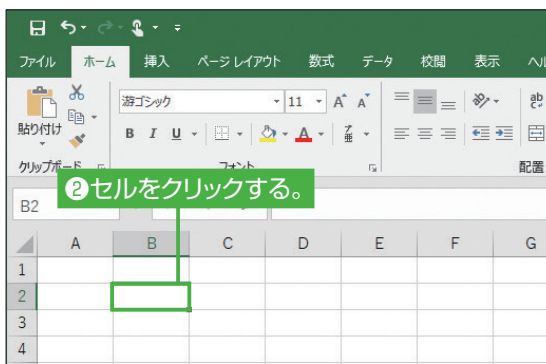 ファイル ホーム 挿入 ページ レイアウト 数式 データ 校閲 表示
貼り付け 游ゴシック 11 A A ab
B I U A 亜
クリップボード フォント 配置
❷セルをクリックする。
B2
A B C D E F G
1
2
3
4